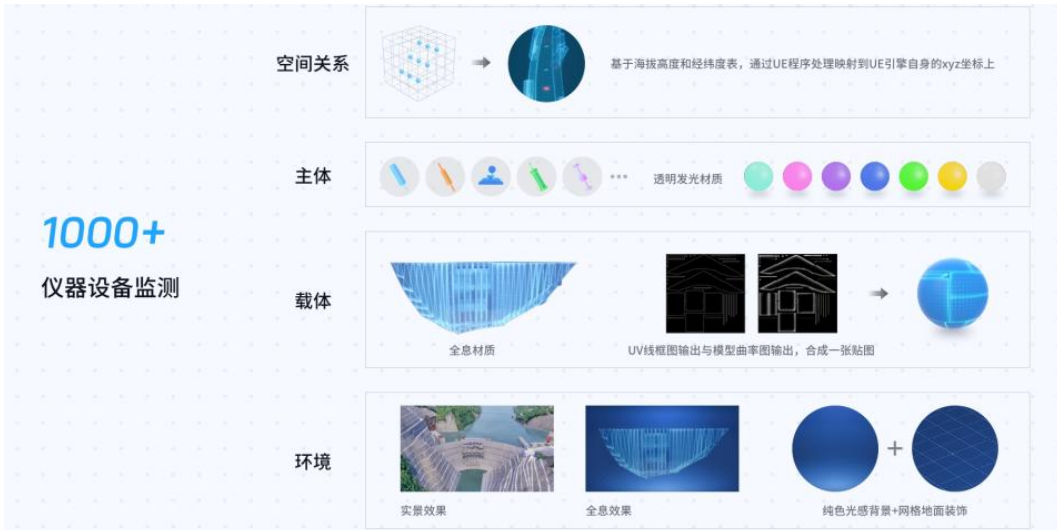 1000+
仪器设备监测
空间关系
基于海拔高度和经纬度表，通过UE程序处理映射到UE引擎自身的xyz坐标上
主体
透明发光材质
载体
全息材质
UV线框图输出与模型曲率图输出，合成一张贴图
环境
实景效果
全息效果
纯色光感背景+网格地面装饰